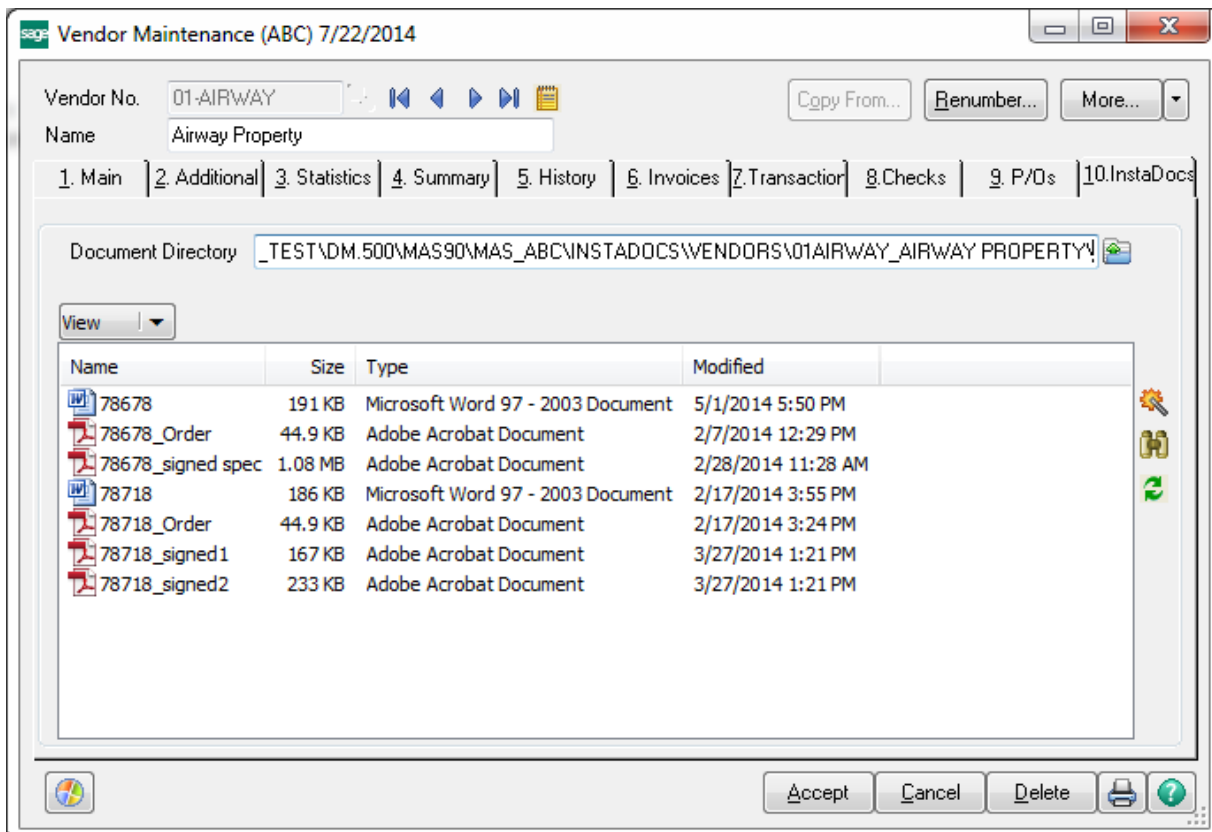 sage Vendor Maintenance (ABC) 7/22/2014
Vendor No. 01-AIRWAY Copy From... Renumber... More...
Name Airway Property
1. Main 2. Additional 3. Statistics 4. Summary 5. History 6. Invoices 7.Transaction 8.Checks 9. P/Os 10.InstaDocs
Document Directory _TEST\DM.500\MAS90\MAS_ABC\INSTADOCS\VENDORS\01AIRWAY_AIRWAY PROPERTY\
View
Name Size Type Modified
78678 191 KB Microsoft Word 97 - 2003 Document 5/1/2014 5:50 PM
78678_Order 44.9 KB Adobe Acrobat Document 2/7/2014 12:29 PM
78678_signed spec 1.08 MB Adobe Acrobat Document 2/28/2014 11:28 AM
78718 186 KB Microsoft Word 97 - 2003 Document 2/17/2014 3:55 PM
78718_Order 44.9 KB Adobe Acrobat Document 2/17/2014 3:24 PM
78718_signed1 167 KB Adobe Acrobat Document 3/27/2014 1:21 PM
78718_signed2 233 KB Adobe Acrobat Document 3/27/2014 1:21 PM
Accept Cancel Delete